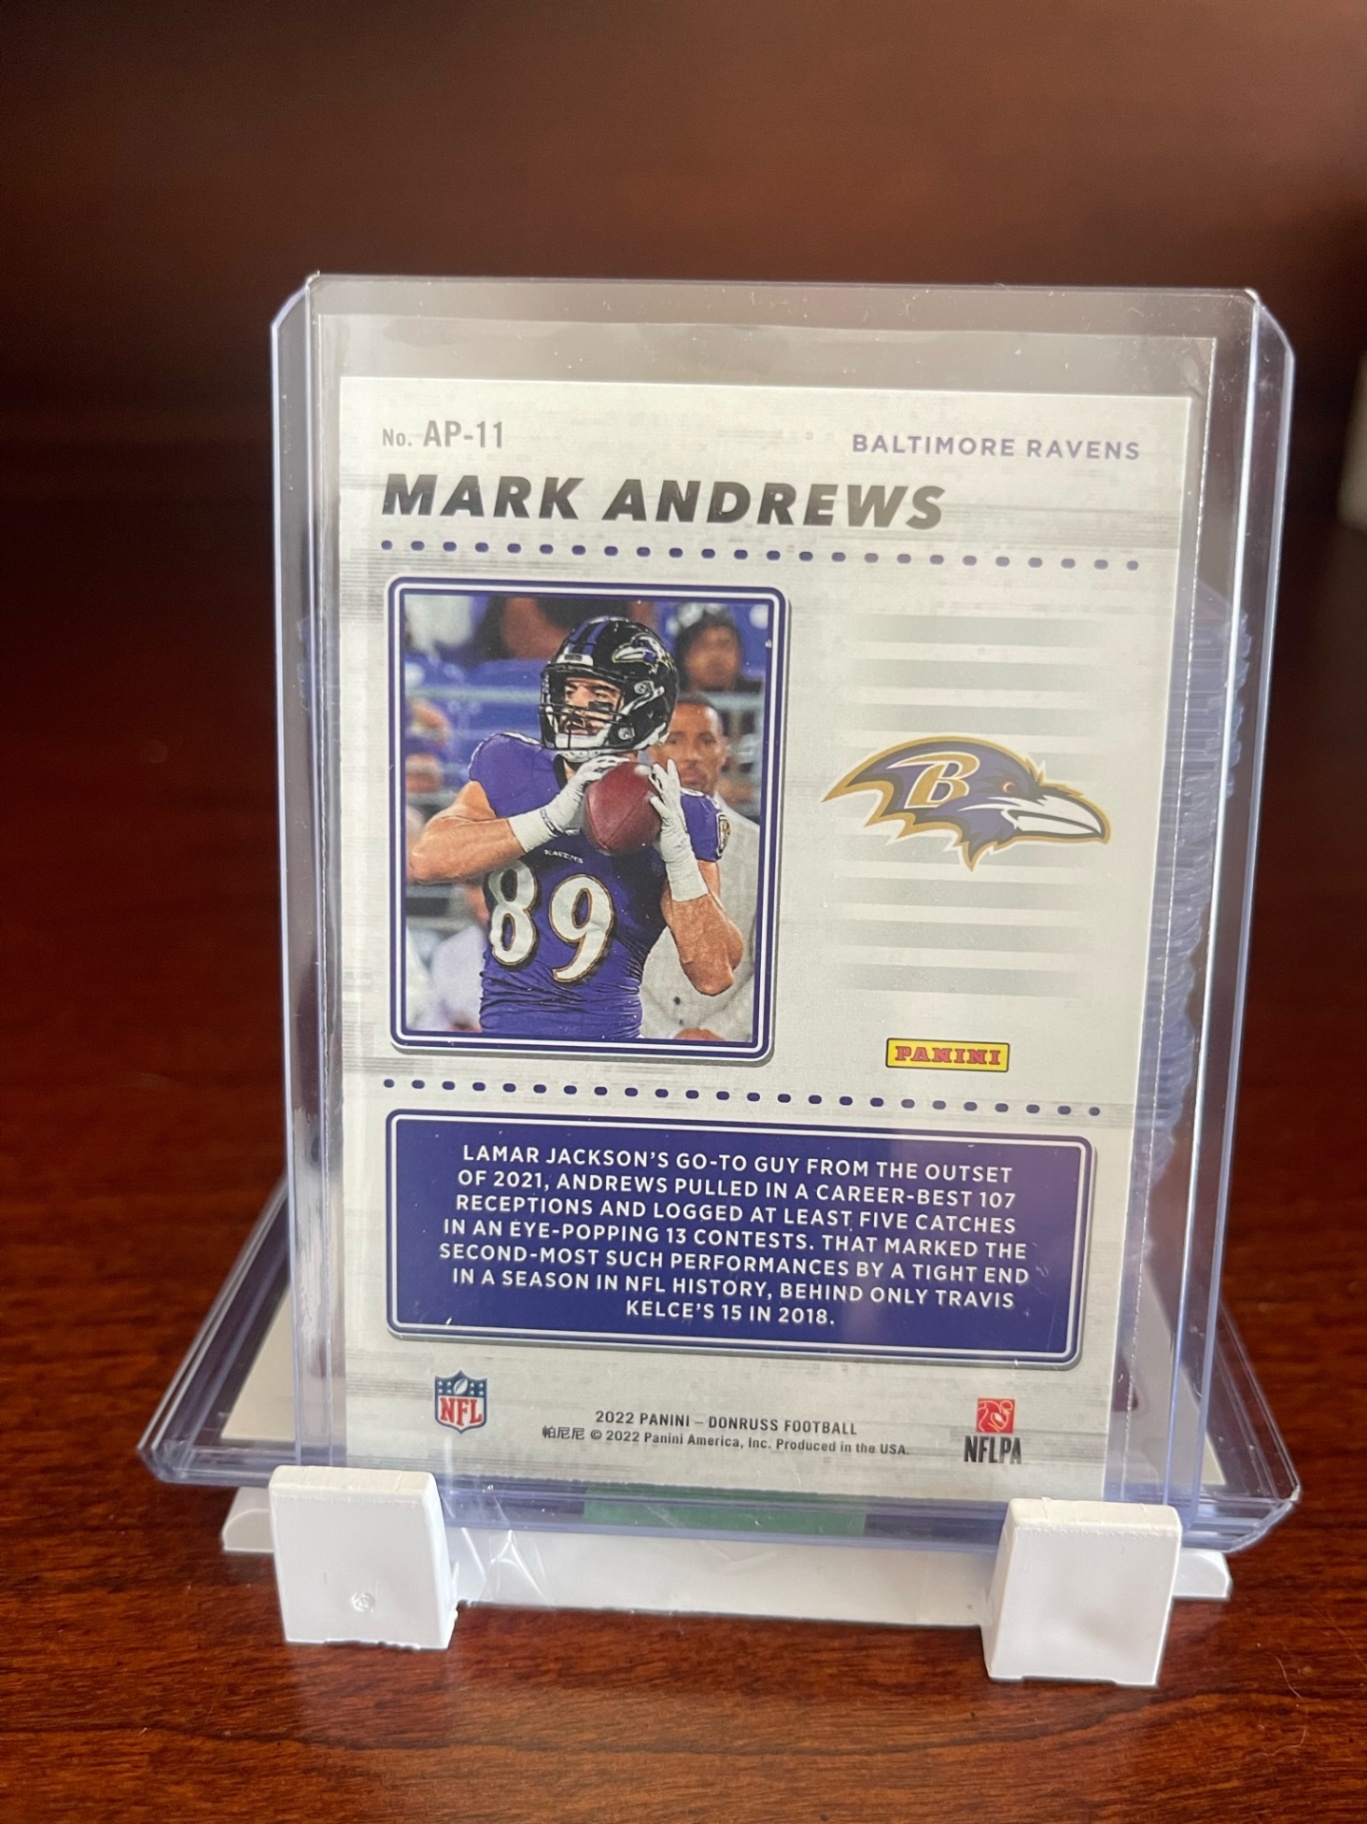 No. AP-11
BALTIMORE RAVENS
MARK ANDREWS
RAVENS
89
B
PANINI
LAMAR JACKSON'S GO-TO GUY FROM THE OUTSET
OF 2021, ANDREWS PULLED IN A CAREER-BEST 107
RECEPTIONS AND LOGGED AT LEAST FIVE CATCHES
IN AN EYE-POPPING 13 CONTESTS. THAT MARKED THE
SECOND-MOST SUCH PERFORMANCES BY A TIGHT END
IN A SEASON IN NFL HISTORY, BEHIND ONLY TRAVIS
KELCE'S 15 IN 2018.
NFL
2022 PANINI – DONRUSS FOOTBALL
帕尼尼 © 2022 Panini America, Inc. Produced in the USA.
NFLPA